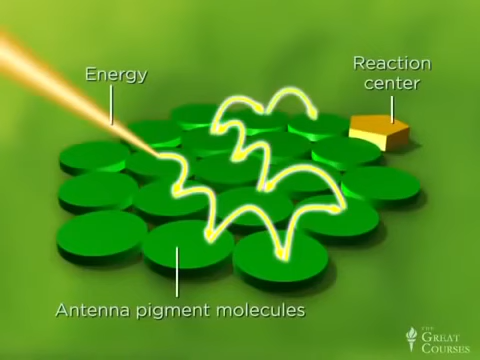 Energy
Reaction
center
Antenna pigment molecules
THE
GREAT
COURSES